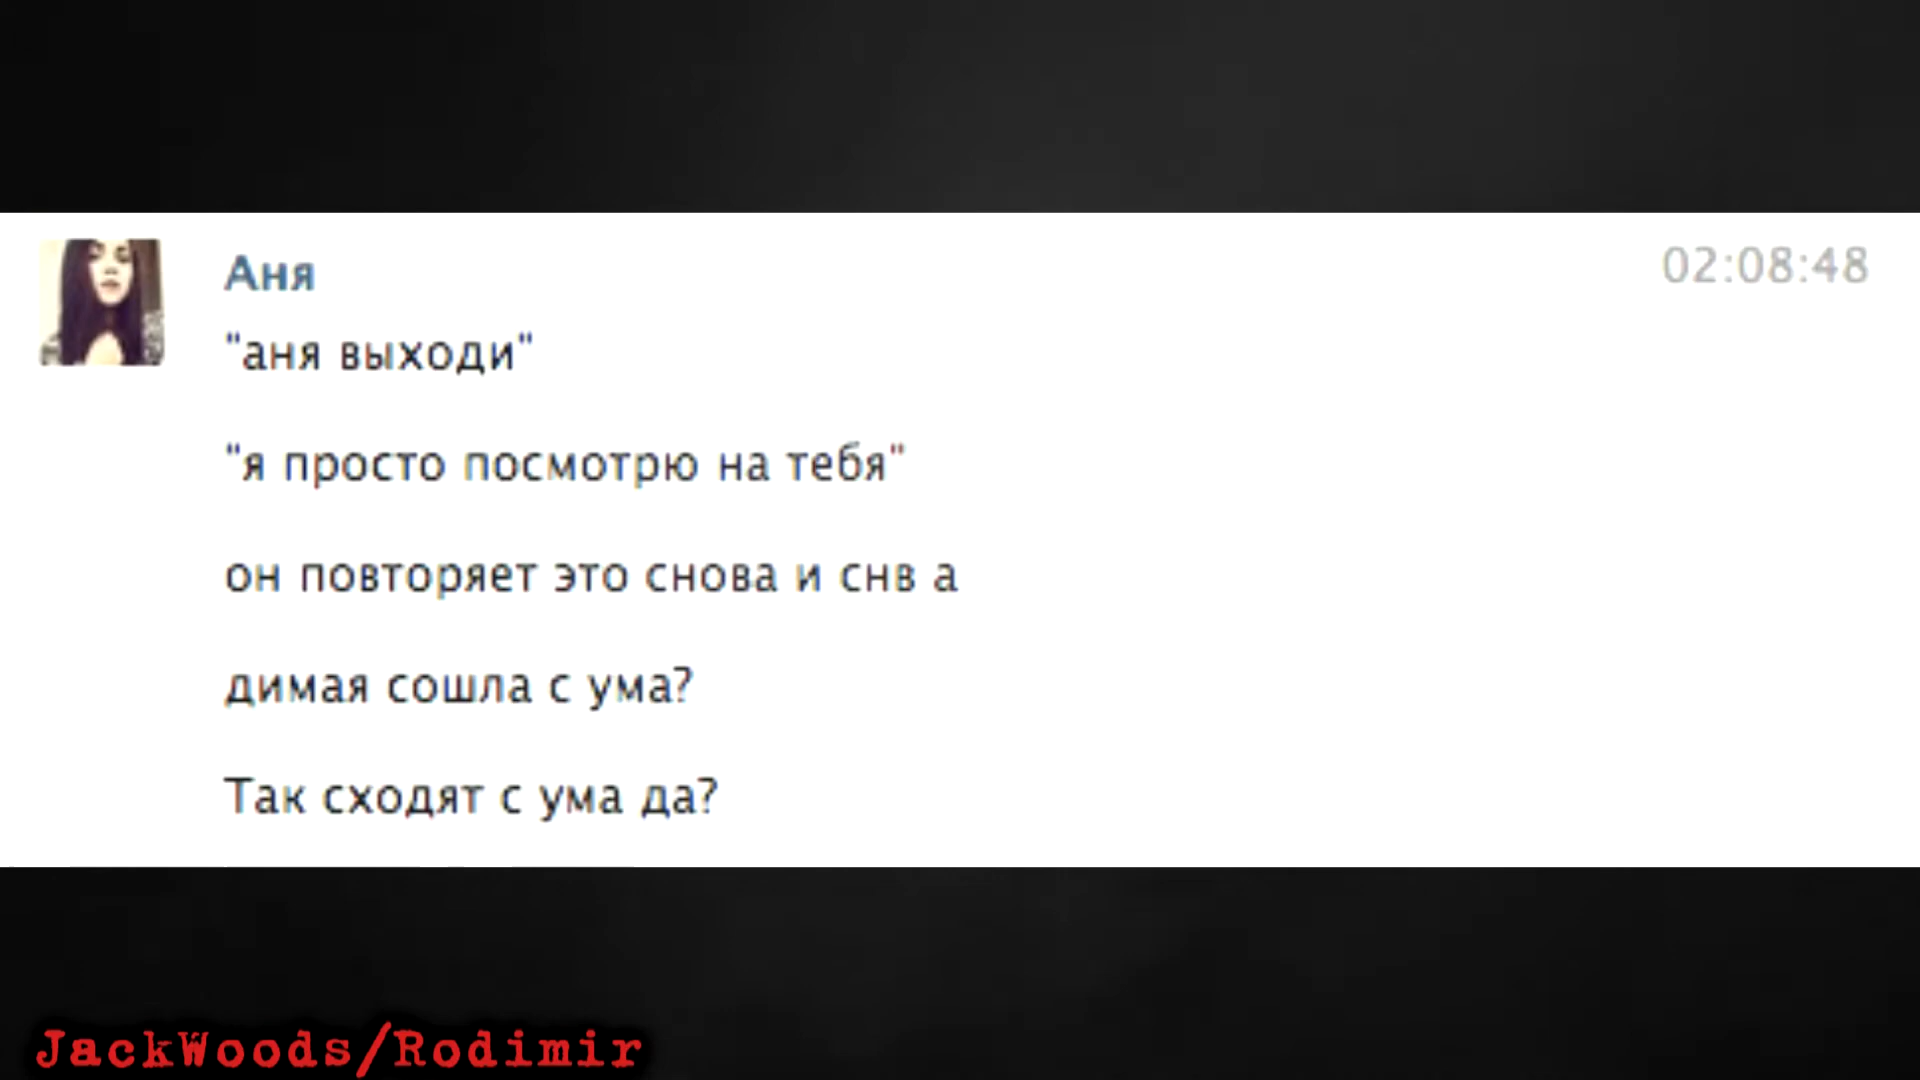 Аня
02:08:48
"аня выходи"
"я просто посмотрю на тебя"
он повторяет это снова и снв а
димая сошла с ума?
Так сходят с ума да?
JackWoods/Rodimir